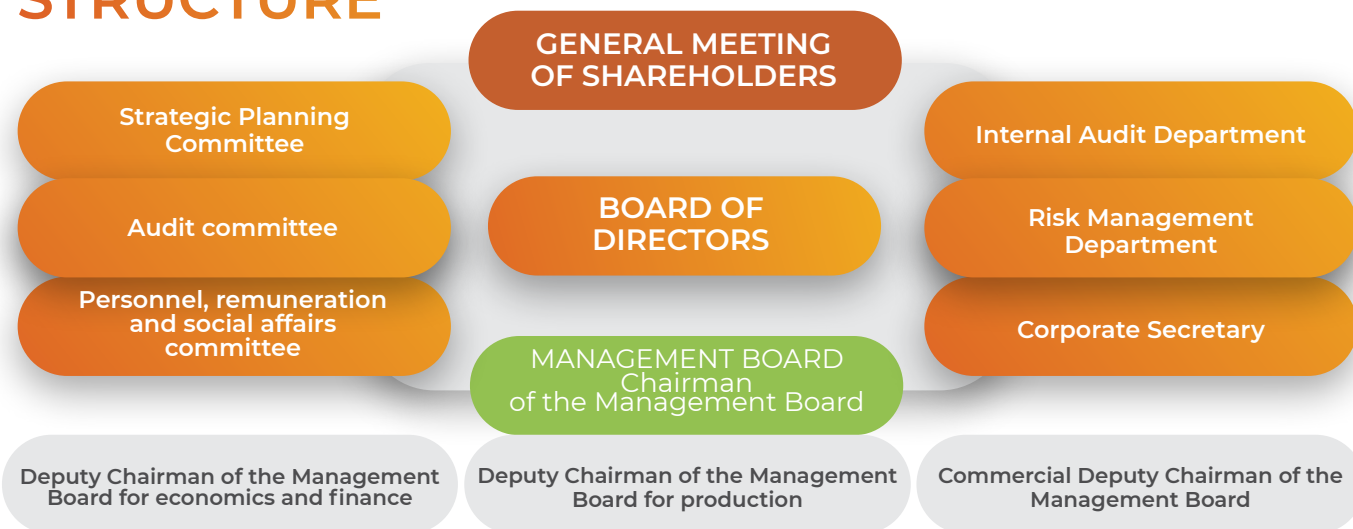 STRUCTURE
GENERAL MEETING
OF SHAREHOLDERS
Strategic Planning
Committee
Internal Audit Department
Audit committee
BOARD OF
DIRECTORS
Risk Management
Department
Personnel, remuneration
and social affairs
committee
Corporate Secretary
MANAGEMENT BOARD
Chairman
of the Management Board
Deputy Chairman of the Management
Board for economics and finance
Deputy Chairman of the Management
Board for production
Commercial Deputy Chairman of the
Management Board